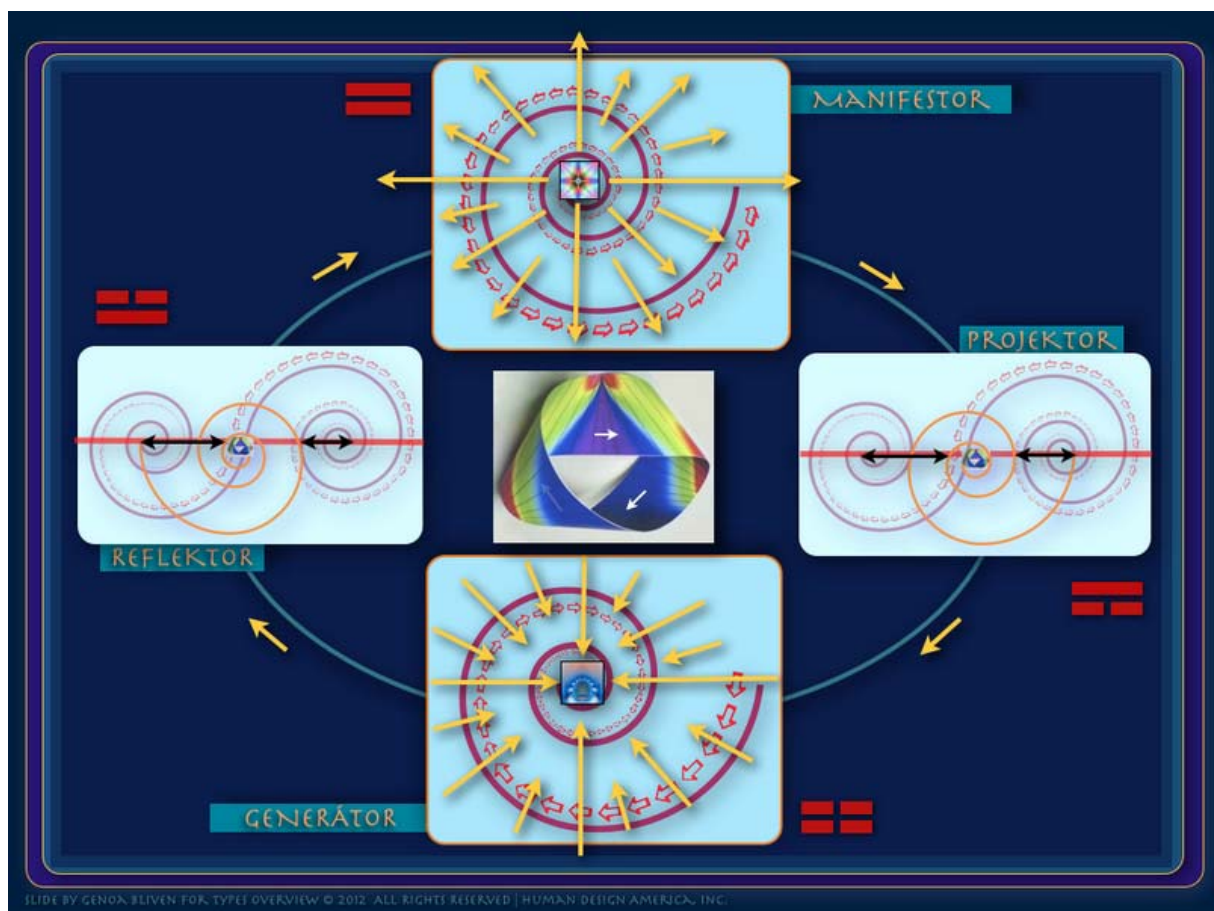 MANIFESTOR
PROJEKTOR
REFLEKTOR
GENERÁTOR
SLIDE BY GENOA BLIVEN FOR TYPES OVERVIEW © 2012 ALL RIGHTS RESERVED | HUMAN DESIGN AMERICA, INC.